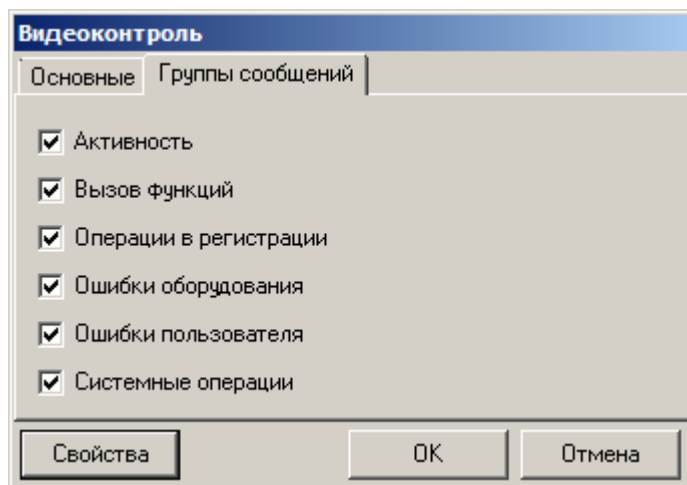 Видеоконтроль
Основные Группы сообщений
Активность
Вызов функций
Операции в регистрации
Ошибки оборудования
Ошибки пользователя
Системные операции
Свойства OK Отмена